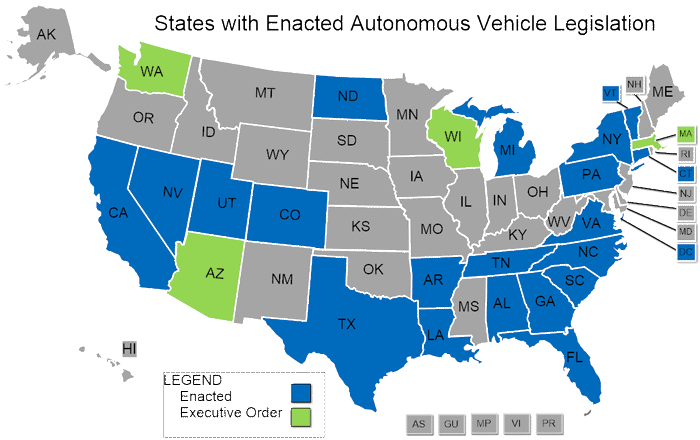 States with Enacted Autonomous Vehicle Legislation
AK
WA
MT
ND
MN
VT
NH
ME
OR
ID
SD
WI
MI
NY
MA
RI
WY
IA
PA
CT
NV
NE
IL
IN
OH
NJ
CA
UT
CO
KS
MO
KY
WV
VA
DE
MD
DC
AZ
NM
OK
AR
TN
NC
SC
MS
AL
GA
TX
LA
FL
HI
LEGEND
Enacted
Executive Order
AS GU MP VI PR